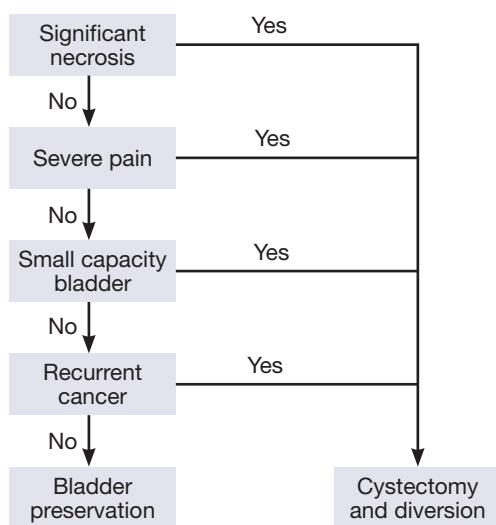 Significant
necrosis
Yes
No
Severe pain
Yes
No
Small capacity
bladder
Yes
No
Recurrent
cancer
Yes
No
Bladder
preservation
Cystectomy
and diversion